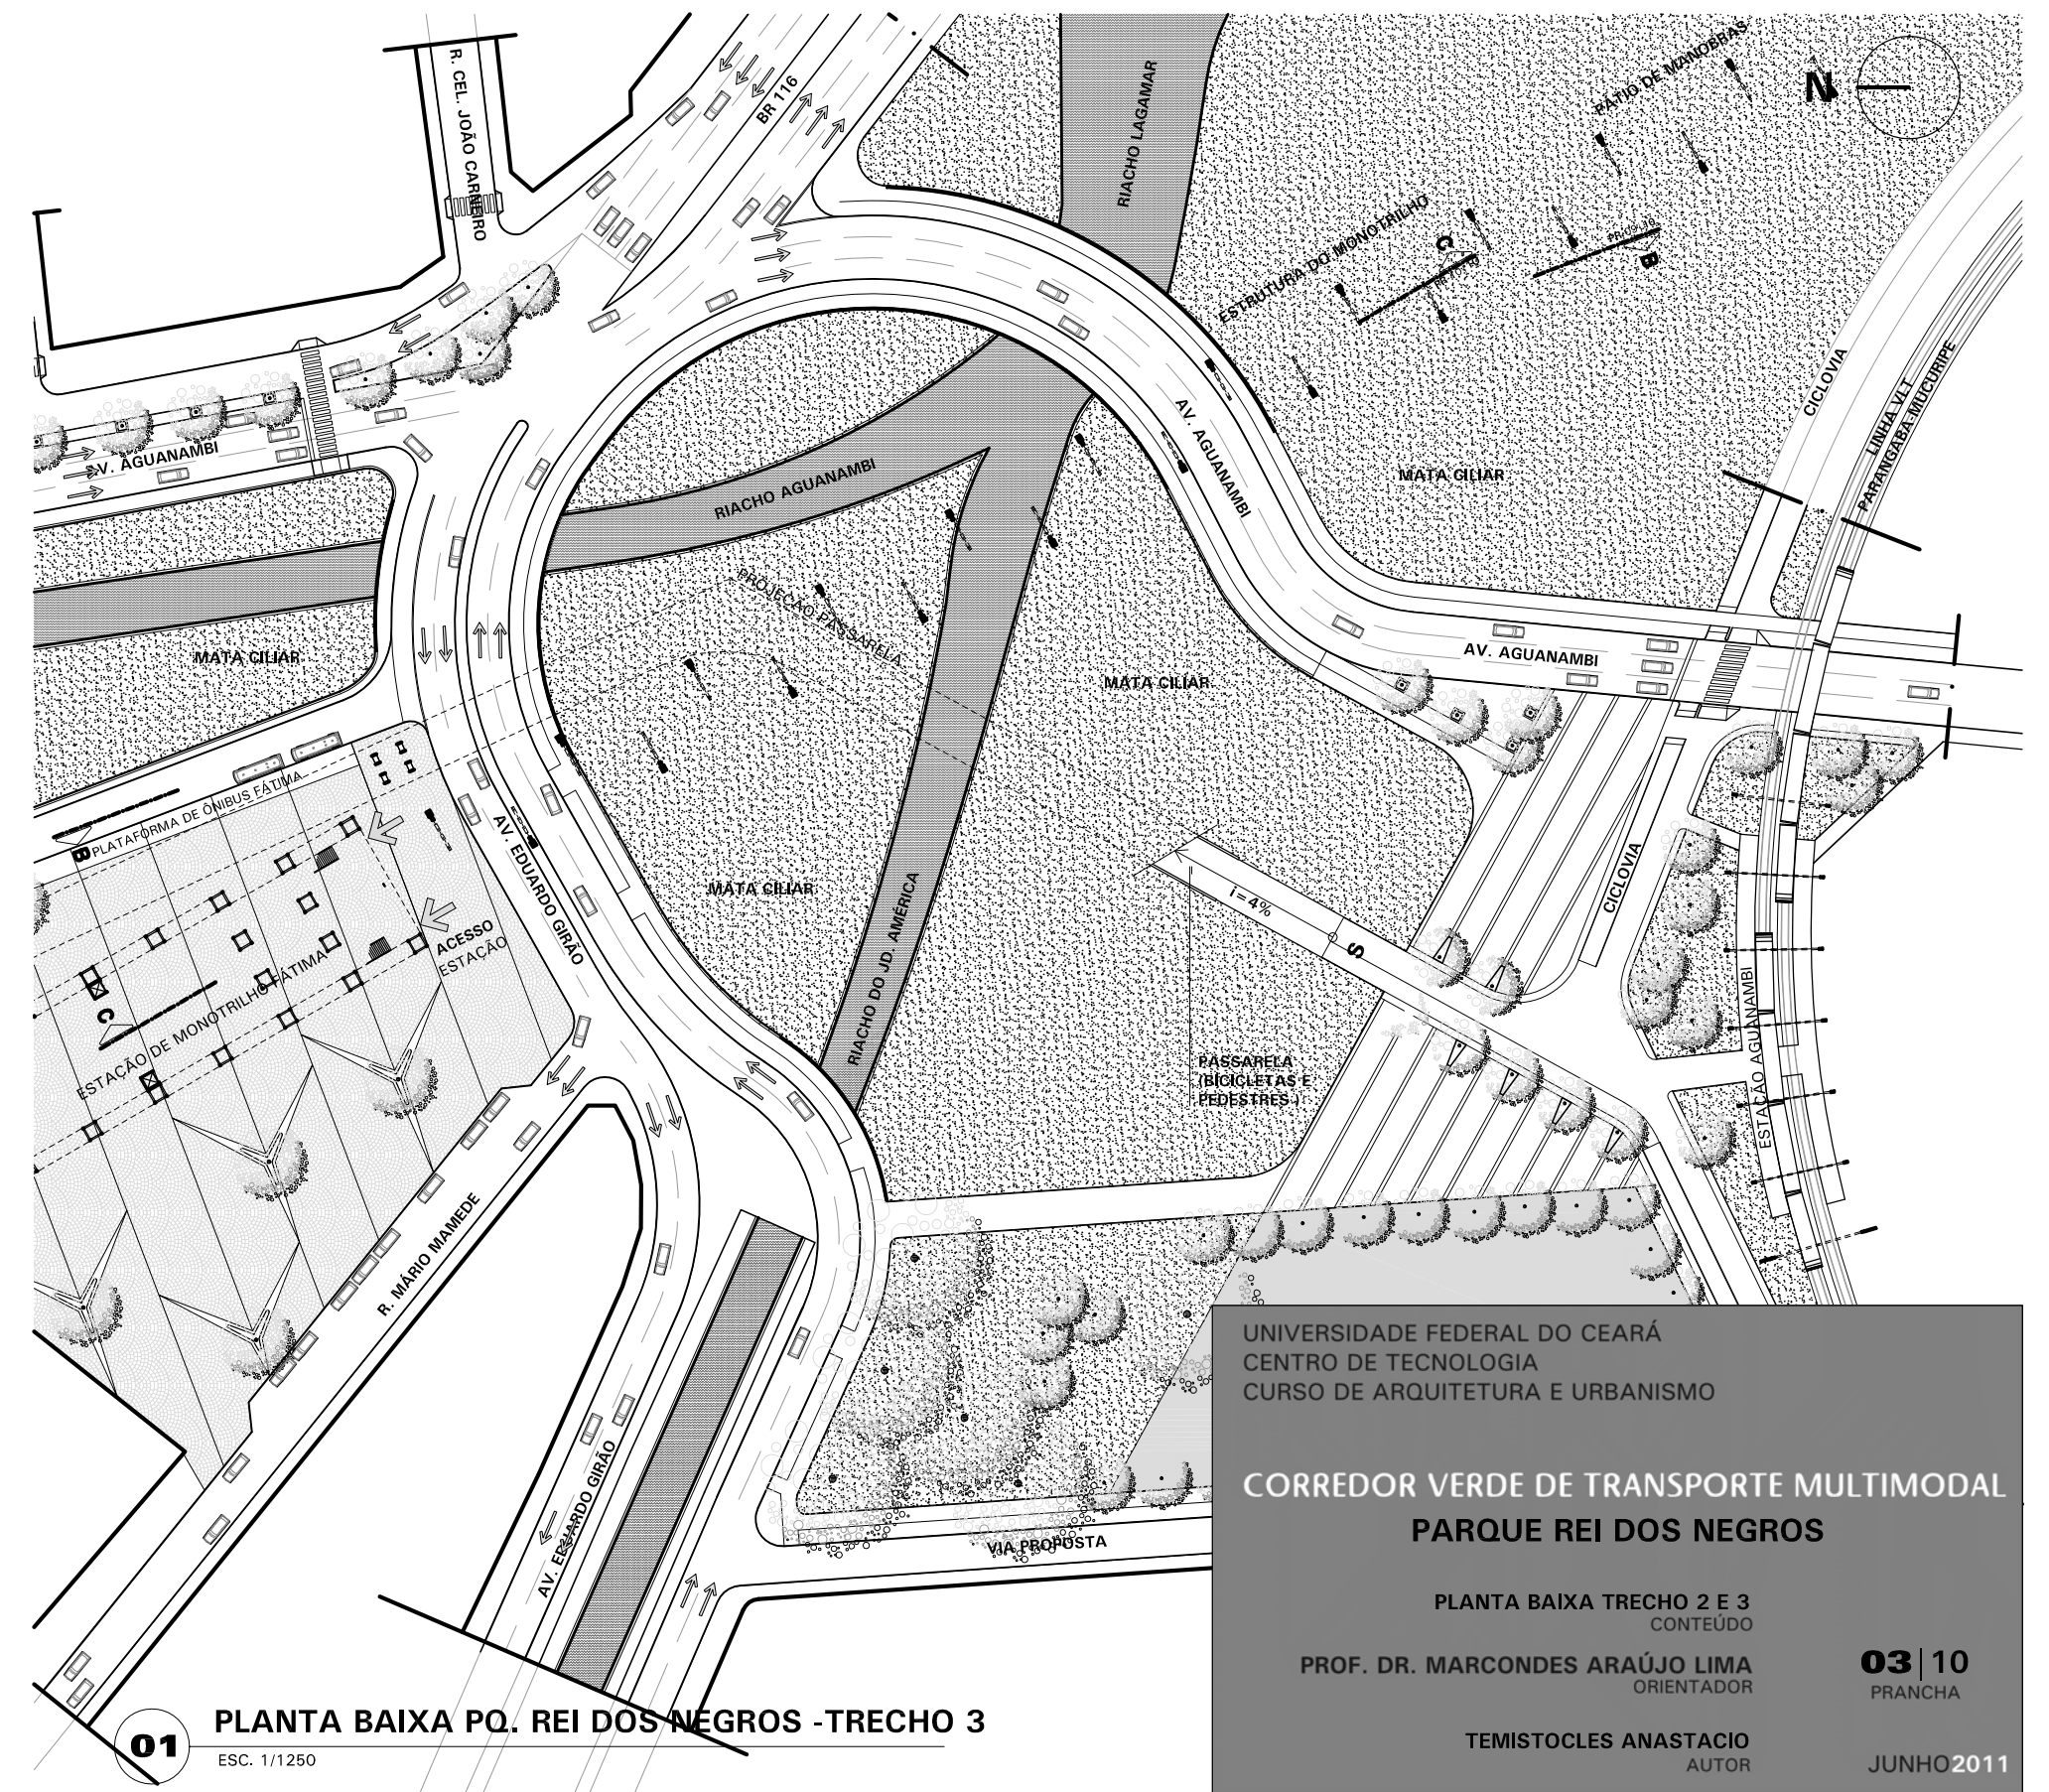 R. CEL. JOÃO CARNEIRO
BR 116
RIACHO LAGAMAR
PÁTIO DE MANOBRAS
N
ESTRUTURA DO MONOTRILHO
C
B
CICLOVIA
LINHA VLT
PARANGABA-MUCURIPE
AV. AGUANAMBI
AV. AGUANAMBI
RIACHO AGUANAMBI
MATA CILIAR
PROJEÇÃO PASSARELA
MATA CILIAR
MATA CILIAR
AV. AGUANAMBI
PLATAFORMA DE ÔNIBUS FÁTIMA
B
AV. EDUARDO GIRÃO
MATA CILIAR
RIACHO DO JD. AMÉRICA
i=4%
S
CICLOVIA
ACESSO
ESTAÇÃO
C
ESTAÇÃO DE MONOTRILHO FÁTIMA
ESTAÇÃO AGUANAMBI
PASSARELA
(BICICLETAS E
PEDESTRES )
R. MÁRIO MAMEDE
AV. EDUARDO GIRÃO
VIA PROPOSTA
UNIVERSIDADE FEDERAL DO CEARÁ
CENTRO DE TECNOLOGIA
CURSO DE ARQUITETURA E URBANISMO
CORREDOR VERDE DE TRANSPORTE MULTIMODAL
PARQUE REI DOS NEGROS
PLANTA BAIXA TRECHO 2 E 3
CONTEÚDO
PROF. DR. MARCONDES ARAÚJO LIMA
ORIENTADOR
03|10
PRANCHA
TEMISTOCLES ANASTACIO
AUTOR
JUNHO2011
01
PLANTA BAIXA PQ. REI DOS NEGROS -TRECHO 3
ESC. 1/1250